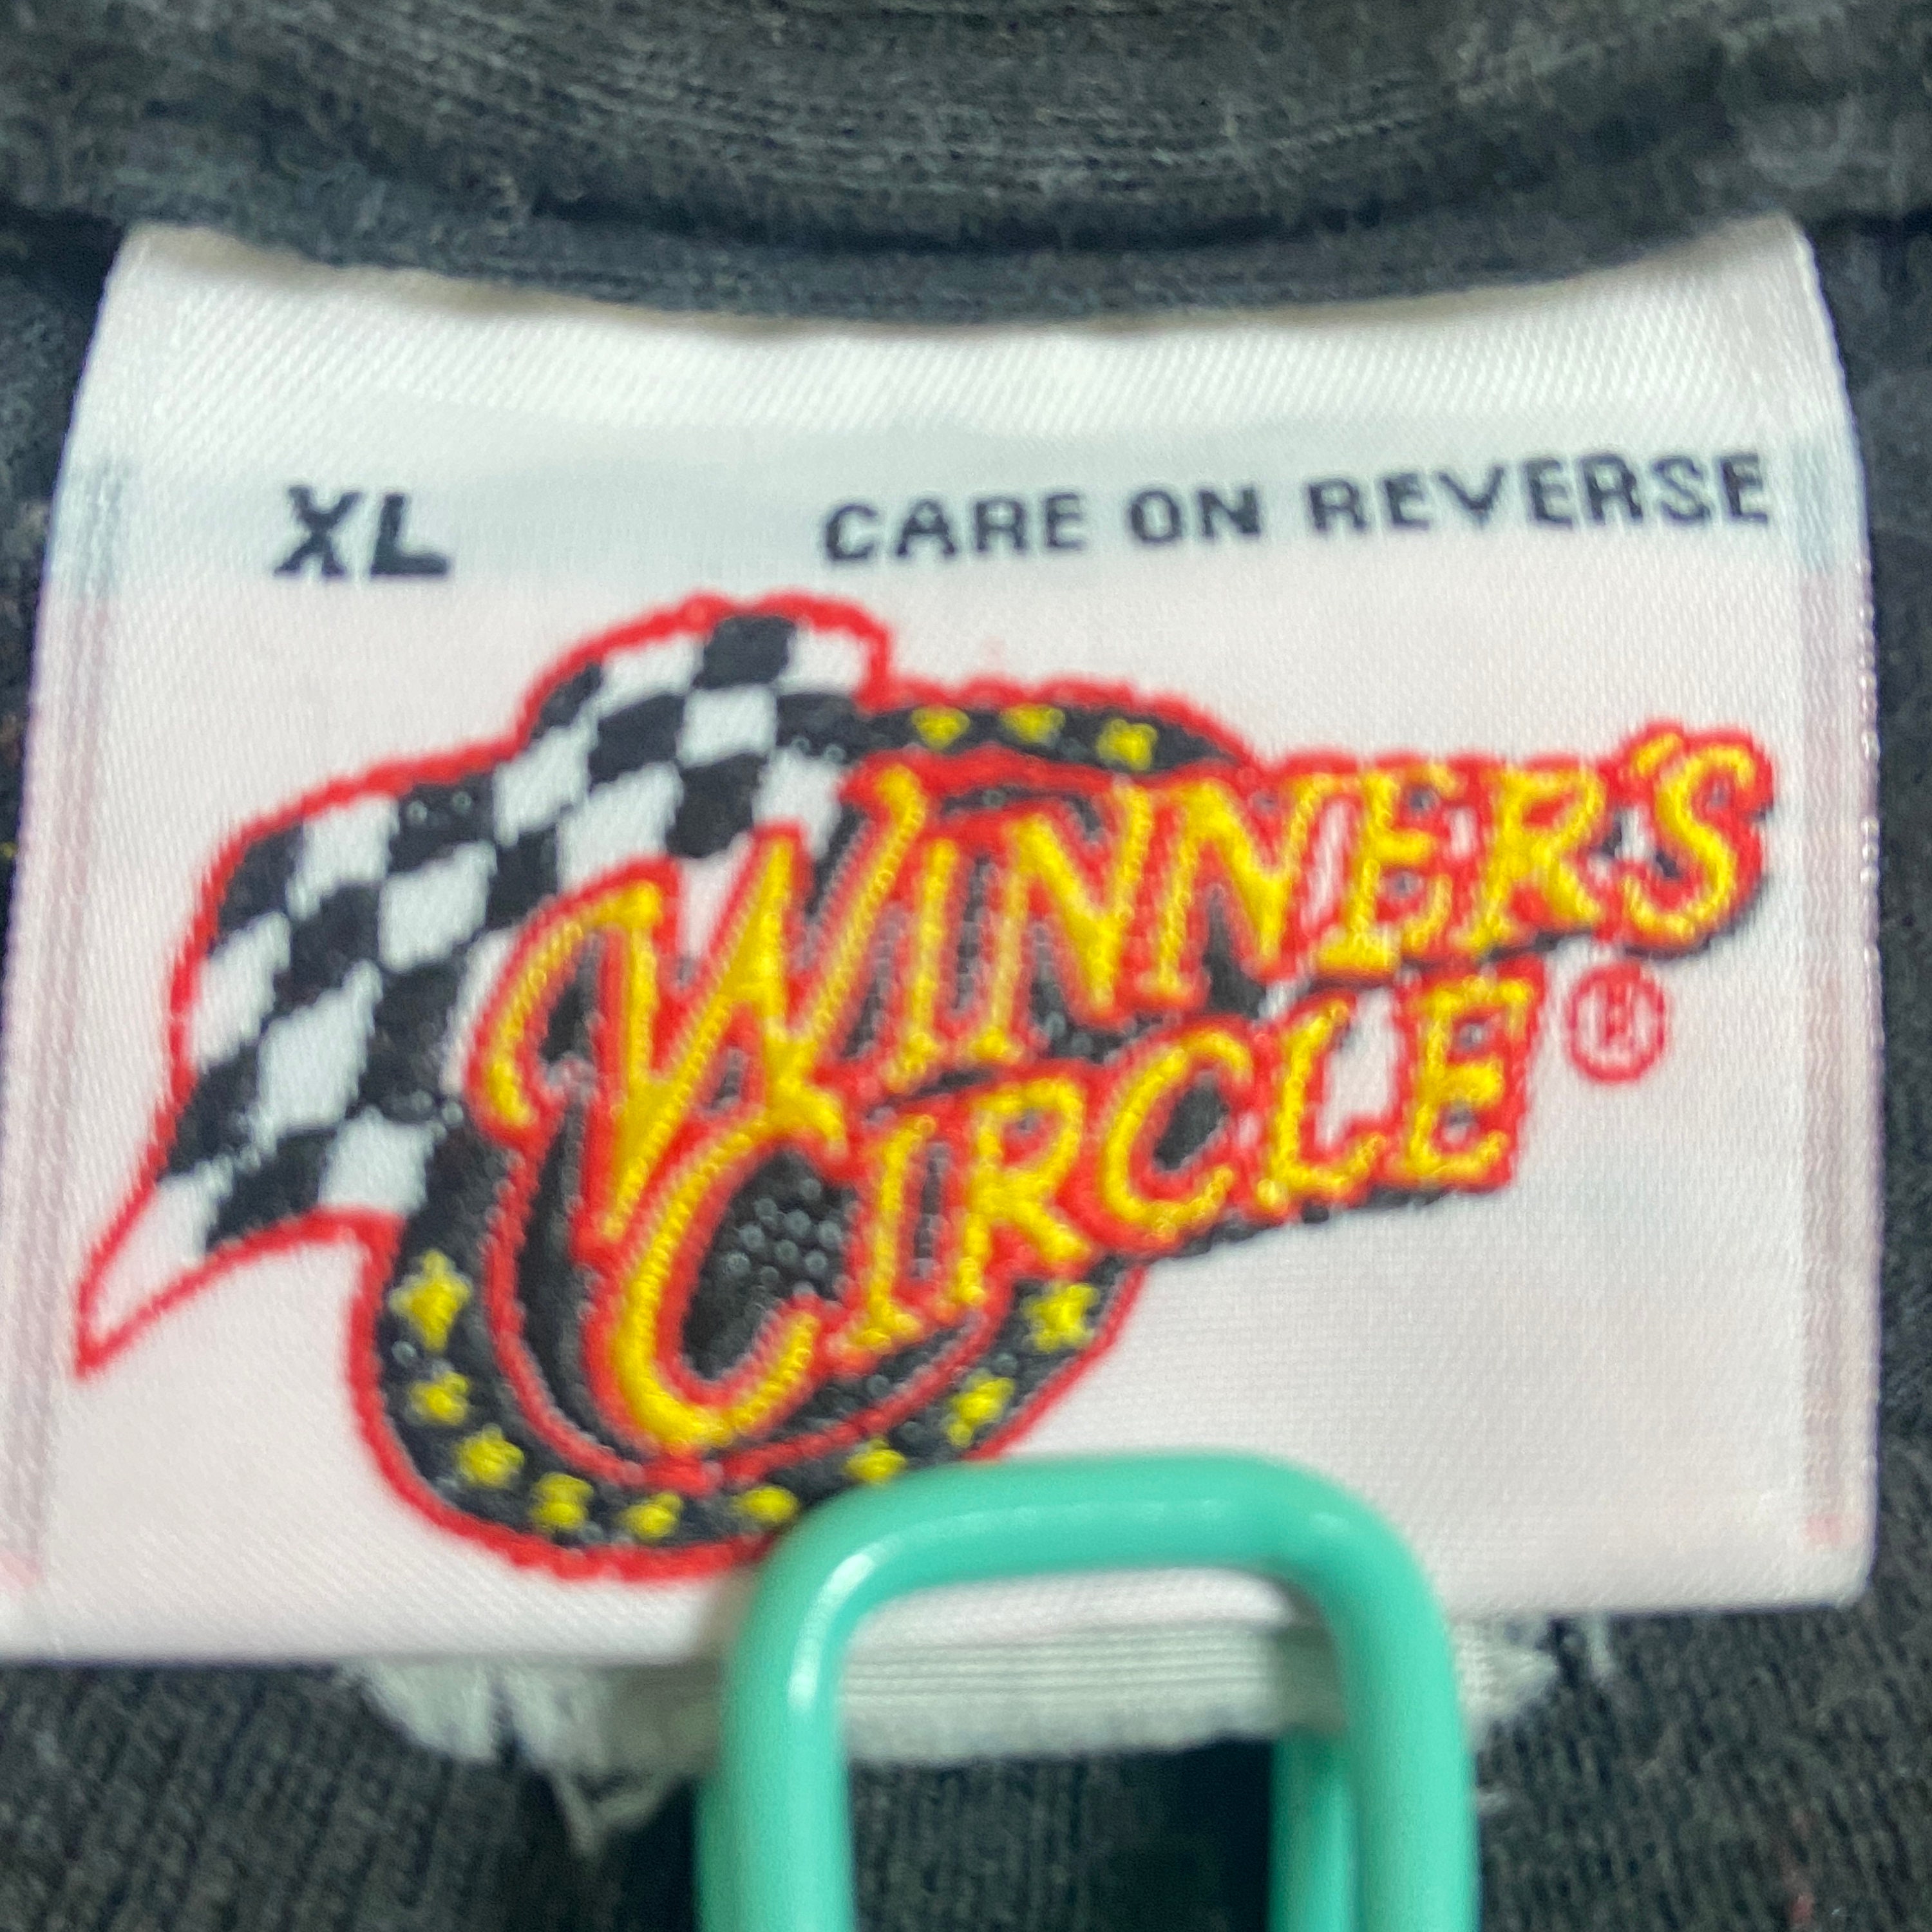 XL CARE ON REVERSE
WINNER'S
CIRCLE®